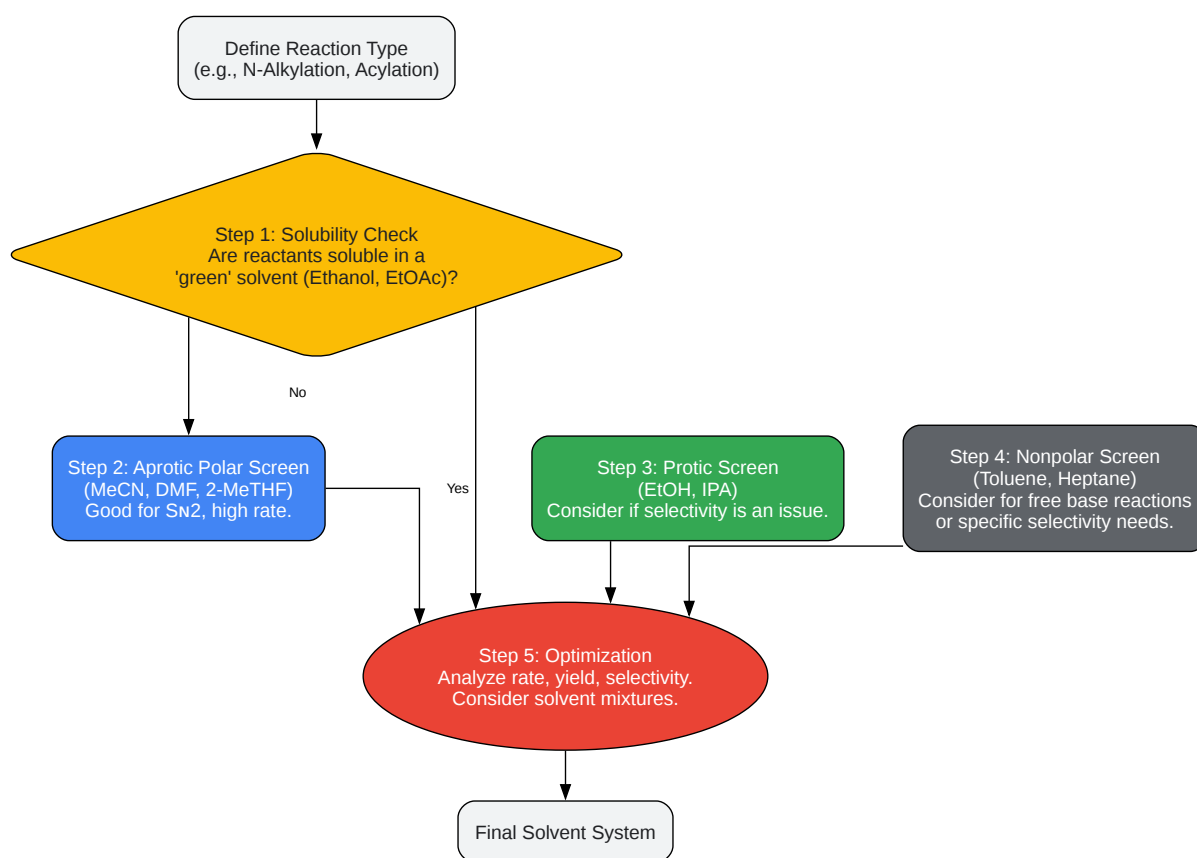 Define Reaction Type
(e.g., N-Alkylation, Acylation)
Step 1: Solubility Check
Are reactants soluble in a
'green' solvent (Ethanol, EtOAc)?
No
Yes
Step 2: Aprotic Polar Screen
(MeCN, DMF, 2-MeTHF)
Good for Sɴ2, high rate.
Step 3: Protic Screen
(EtOH, IPA)
Consider if selectivity is an issue.
Step 4: Nonpolar Screen
(Toluene, Heptane)
Consider for free base reactions
or specific selectivity needs.
Step 5: Optimization
Analyze rate, yield, selectivity.
Consider solvent mixtures.
Final Solvent System